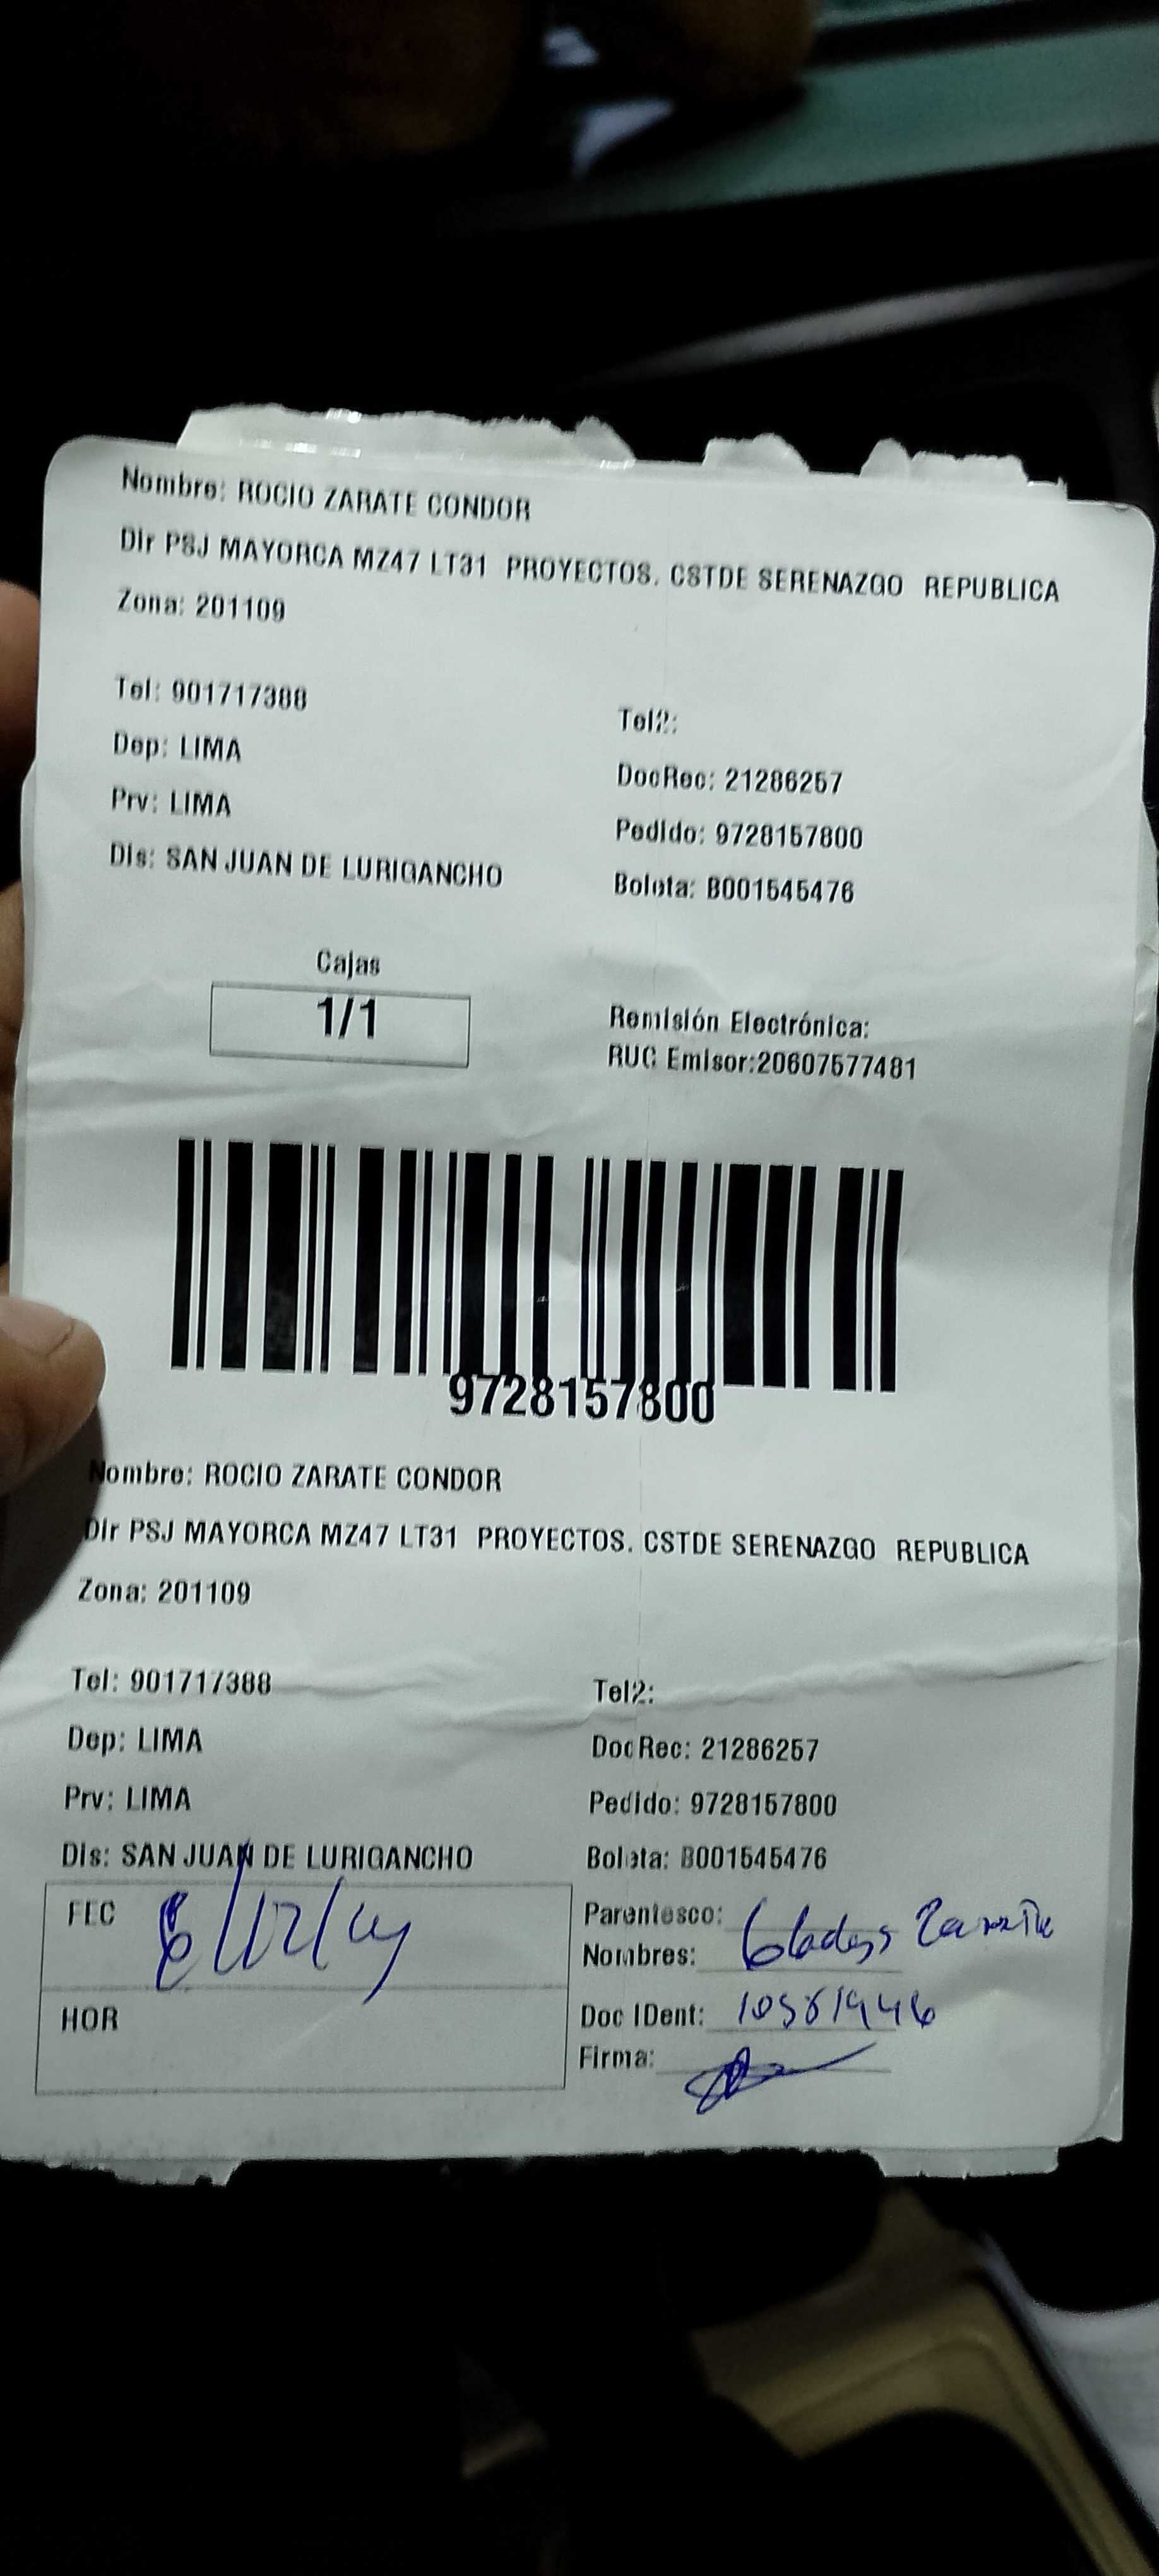 Nombre: ROCIO ZARATE CONDOR
Dir PSJ MAYORCA MZ47 LT31 PROYECTOS. CSTDE SERENAZGO REPUBLICA
Zona: 201109
Tel: 901717388
Tel2:
Dep: LIMA
DocRec: 21286257
Prv: LIMA
Pedido: 9728157800
Dis: SAN JUAN DE LURIGANCHO
Boleta: B001545476
Cajas
1/1
Remisión Electrónica:
RUC Emisor:20607577481
9728157800
Nombre: ROCIO ZARATE CONDOR
Dir PSJ MAYORCA MZ47 LT31 PROYECTOS. CSTDE SERENAZGO REPUBLICA
Zona: 201109
Tel: 901717388
Tel2:
Dep: LIMA
DocRec: 21286257
Prv: LIMA
Pedido: 9728157800
Dis: SAN JUAN DE LURIGANCHO
Boleta: B001545476
FEC
Parentesco: Gladys Zarate
Nombres:
HOR
Doc IDent: 10581946
Firma: